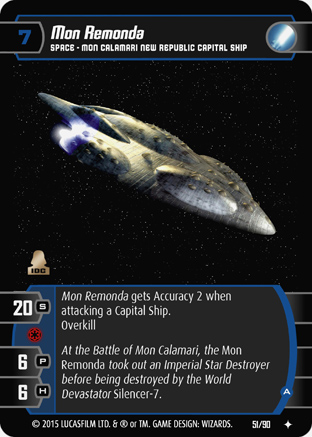 7
Mon Remonda
SPACE - MON CALAMARI NEW REPUBLIC CAPITAL SHIP
IDC
20 S
Mon Remonda gets Accuracy 2 when
attacking a Capital Ship.
Overkill
6 P
At the Battle of Mon Calamari, the Mon
Remonda took out an Imperial Star Destroyer
before being destroyed by the World
6 H
Devastator Silencer-7.
A
© 2015 LUCASFILM LTD. & ® or TM. GAME DESIGN: WIZARDS.
51/90